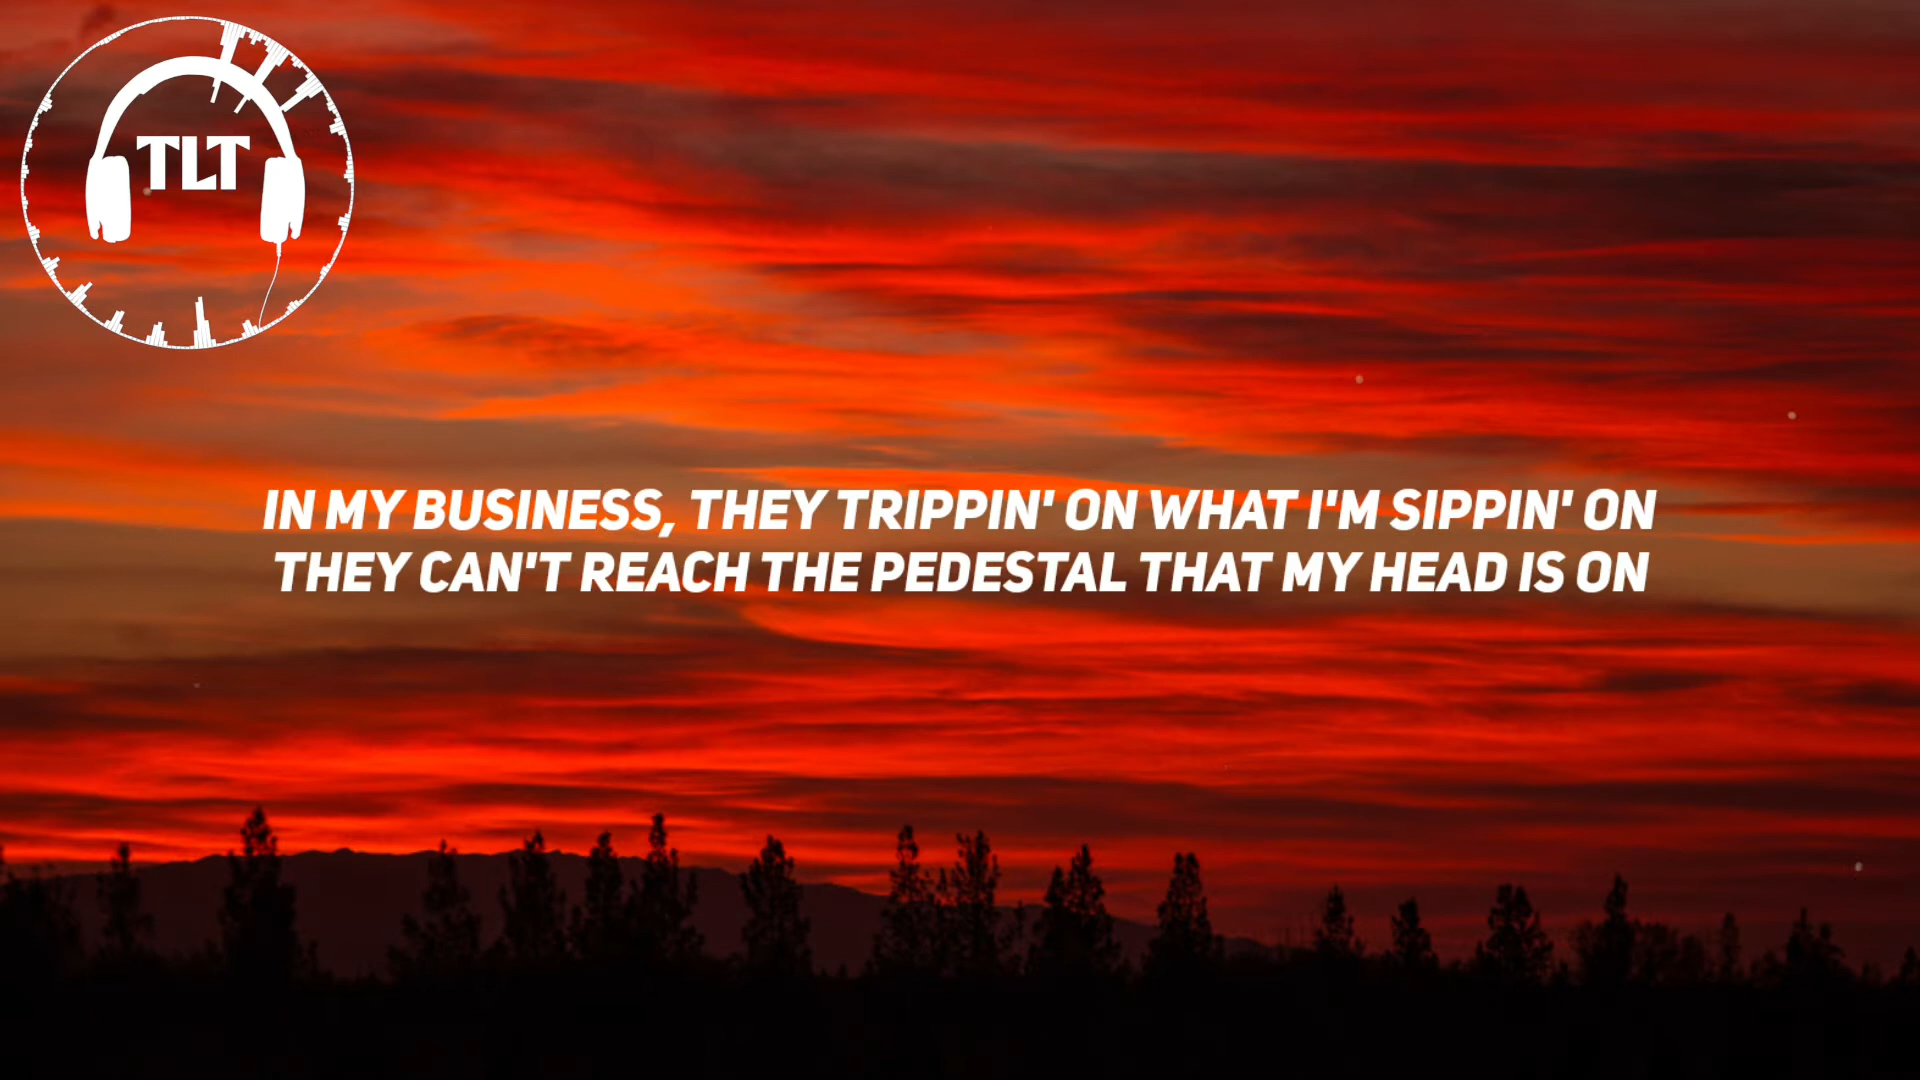 TLT
IN MY BUSINESS, THEY TRIPPIN' ON WHAT I'M SIPPIN' ON
THEY CAN'T REACH THE PEDESTAL THAT MY HEAD IS ON